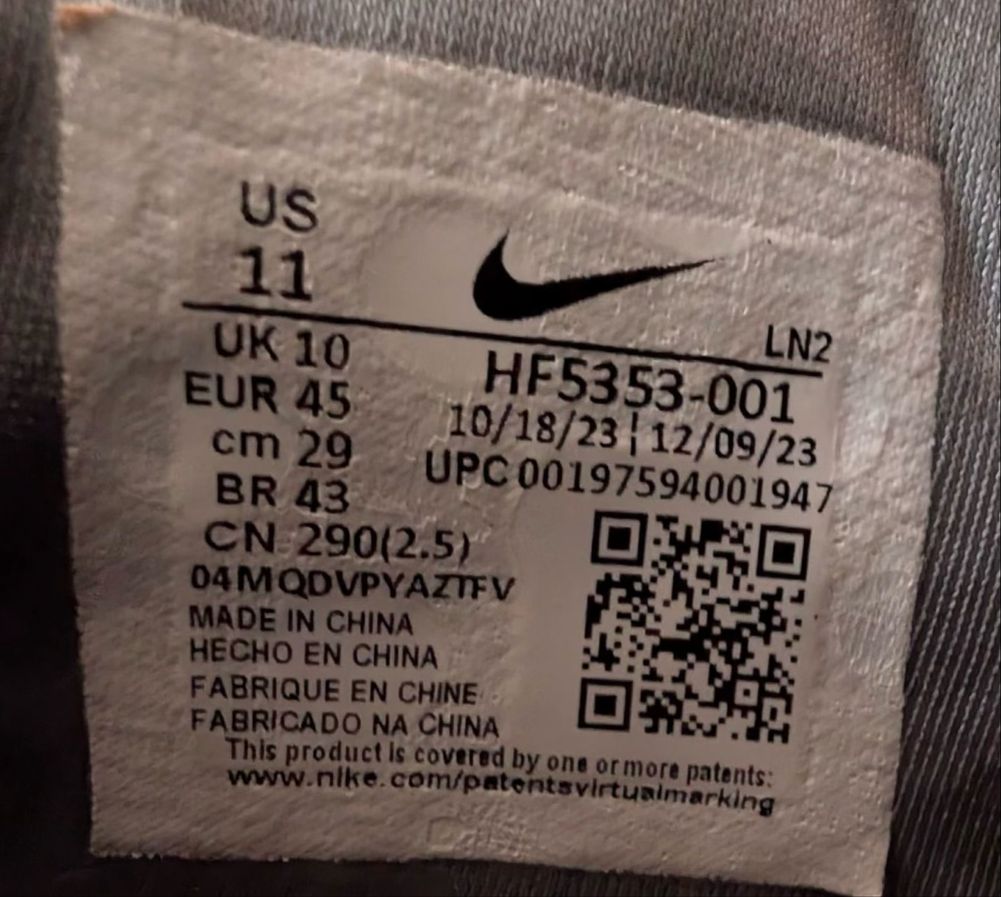 US
11
LN2
UK 10
HF5353-001
EUR 45
10/18/23 ¦ 12/09/23
cm 29
UPC 00197594001947
BR 43
CN 290(2.5)
04MQDVPYAZTFV
MADE IN CHINA
HECHO EN CHINA
FABRIQUE EN CHINE
FABRICADO NA CHINA
This product is covered by one or more patents:
www.nike.com/patentsvirtualmarking